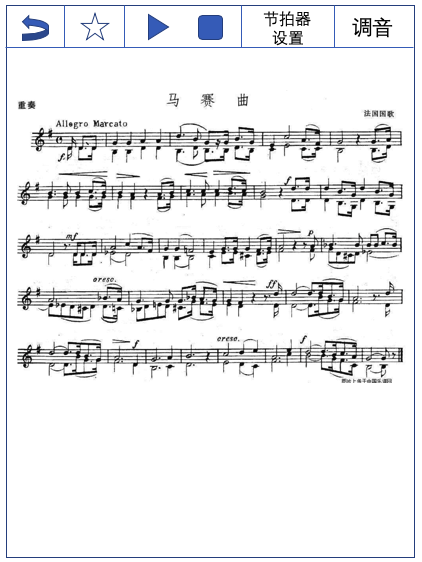 节拍器
设置
调音
马赛曲
重奏
法国国歌
Allegro Marcato
f
f
mf
p
cresc.
ff
f
cresc.
f